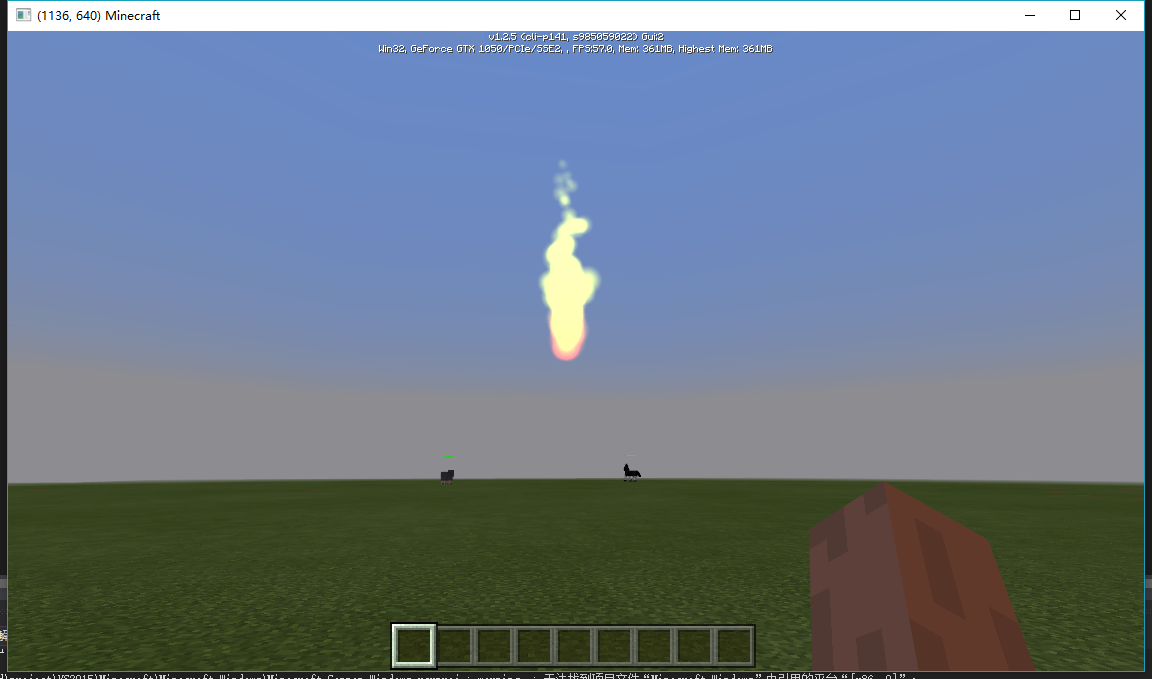 (1136, 640) Minecraft
v1.2.5 (cli-p141, s985059022) Gui:2
Win32, GeForce GTX 1050/PCIe/SSE2, , FPS:57.0, Mem: 361MB, Highest Mem: 361MB
无法找到项目文件“Minecraft.Windows”中引用的平台